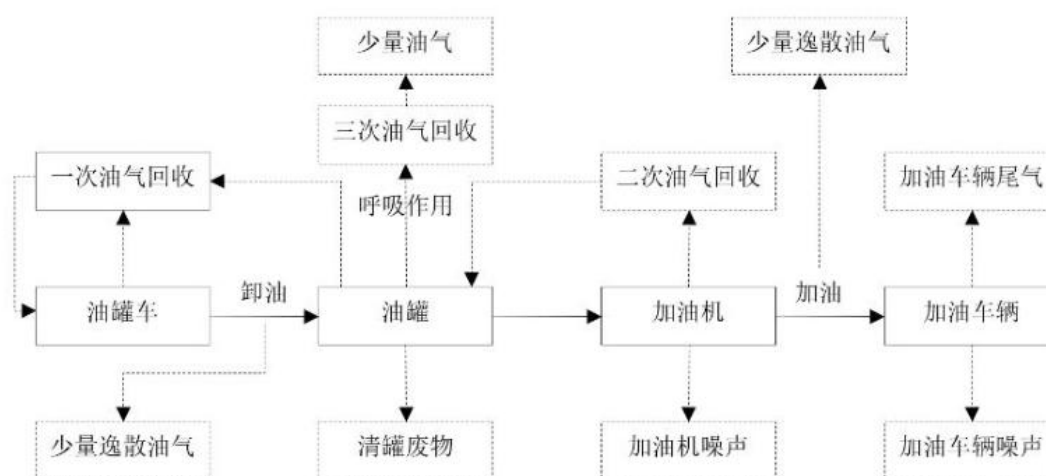 少量油气
少量逸散油气
三次油气回收
一次油气回收
呼吸作用
二次油气回收
加油车辆尾气
油罐车
卸油
油罐
加油机
加油
加油车辆
少量逸散油气
清罐废物
加油机噪声
加油车辆噪声